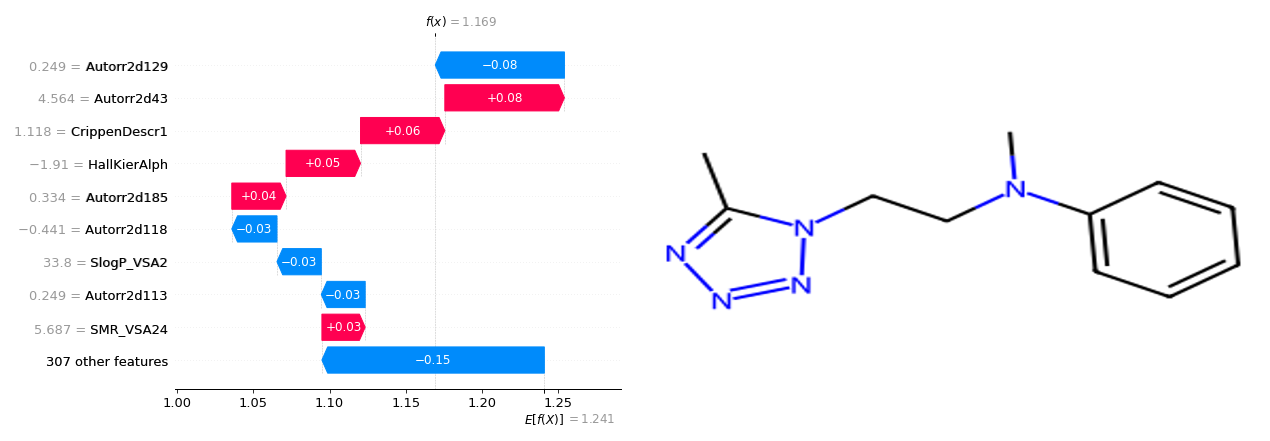 f(x) = 1.169
0.249 = Autorr2d129
−0.08
4.564 = Autorr2d43
+0.08
1.118 = CrippenDescr1
+0.06
−1.91 = HallKierAlph
+0.05
0.334 = Autorr2d185
+0.04
−0.441 = Autorr2d118
−0.03
33.8 = SlogP_VSA2
−0.03
0.249 = Autorr2d113
−0.03
5.687 = SMR_VSA24
+0.03
307 other features
−0.15
1.00 1.05 1.10 1.15 1.20 1.25
E[f(X)] = 1.241
N
N
N
N
N